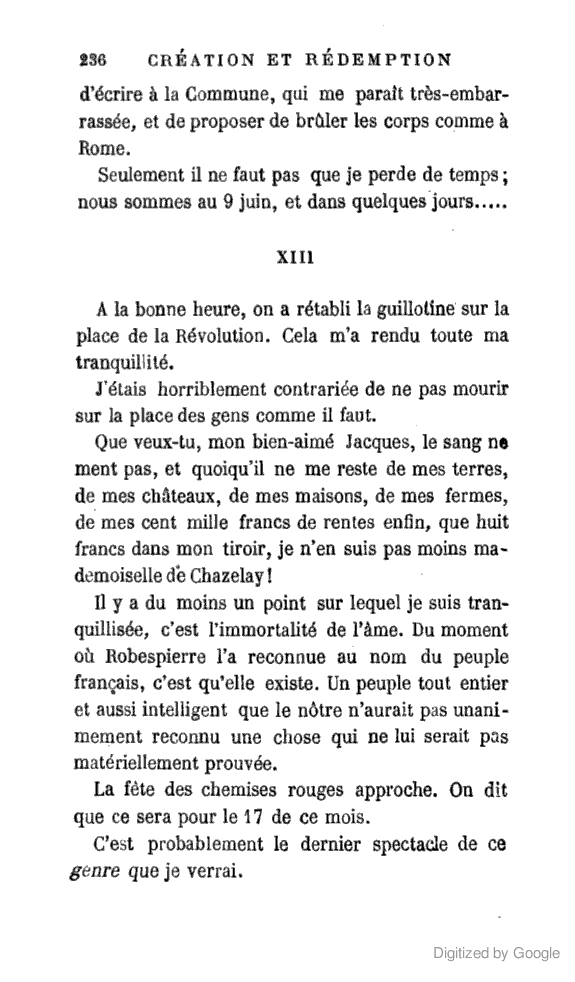 236 CRÉATION ET RÉDEMPTION
d'écrire à la Commune, qui me paraît très-embar-
rassée, et de proposer de brûler les corps comme à
Rome.
Seulement il ne faut pas que je perde de temps;
nous sommes au 9 juin, et dans quelques jours.....
XIII
A la bonne heure, on a rétabli la guillotine sur la
place de la Révolution. Cela m'a rendu toute ma
tranquillité.
J'étais horriblement contrariée de ne pas mourir
sur la place des gens comme il faut.
Que veux-tu, mon bien-aimé Jacques, le sang ne
ment pas, et quoiqu'il ne me reste de mes terres,
de mes châteaux, de mes maisons, de mes fermes,
de mes cent mille francs de rentes enfin, que huit
francs dans mon tiroir, je n'en suis pas moins ma-
demoiselle de Chazelay!
Il y a du moins un point sur lequel je suis tran-
quillisée, c'est l'immortalité de l'âme. Du moment
où Robespierre l'a reconnue au nom du peuple
français, c'est qu'elle existe. Un peuple tout entier
et aussi intelligent que le nôtre n'aurait pas unani-
mement reconnu une chose qui ne lui serait pas
matériellement prouvée.
La fête des chemises rouges approche. On dit
que ce sera pour le 17 de ce mois.
C'est probablement le dernier spectacle de ce
genre que je verrai.
Digitized by Google